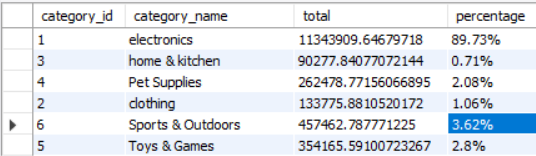 category_id category_name total percentage
1 electronics 11343909.64679718 89.73%
3 home & kitchen 90277.84077072144 0.71%
4 Pet Supplies 262478.77156066895 2.08%
2 clothing 133775.8810520172 1.06%
6 Sports & Outdoors 457462.787771225 3.62%
5 Toys & Games 354165.59100723267 2.8%